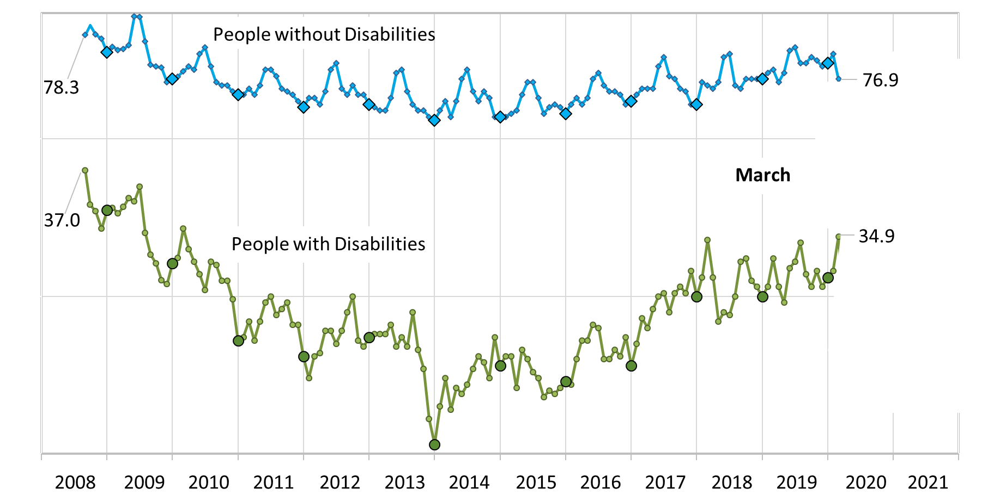 People without Disabilities
78.3
76.9
March
37.0
34.9
People with Disabilities
2008 2009 2010 2011 2012 2013 2014 2015 2016 2017 2018 2019 2020 2021